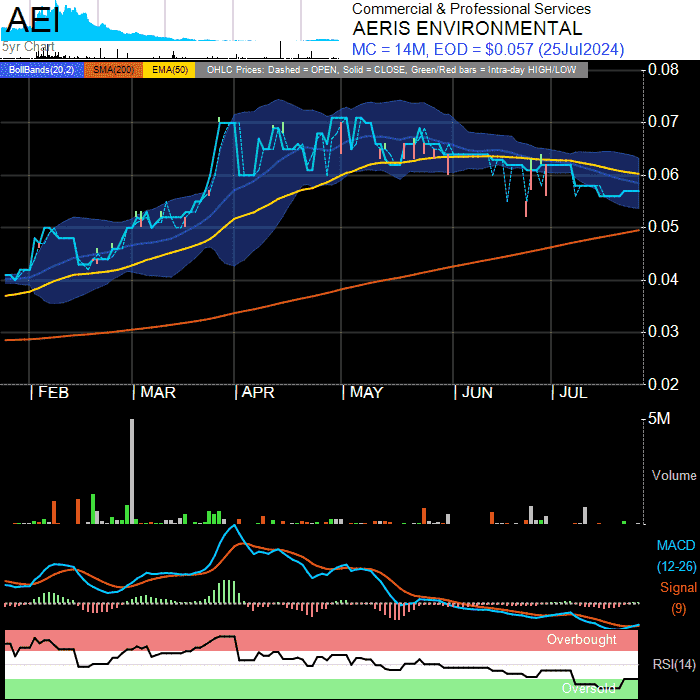 AEI
5yr Chart
Commercial & Professional Services
AERIS ENVIRONMENTAL
MC = 14M, EOD = $0.057 (25Jul2024)
BollBands(20,2) SMA(200) EMA(50) OHLC Prices: Dashed = OPEN, Solid = CLOSE, Green/Red bars = Intra-day HIGH/LOW
0.08
0.07
0.06
0.05
0.04
0.03
0.02
| FEB | MAR | APR | MAY | JUN | JUL
5M
Volume
MACD
(12-26)
Signal
(9)
Overbought
RSI(14)
Oversold